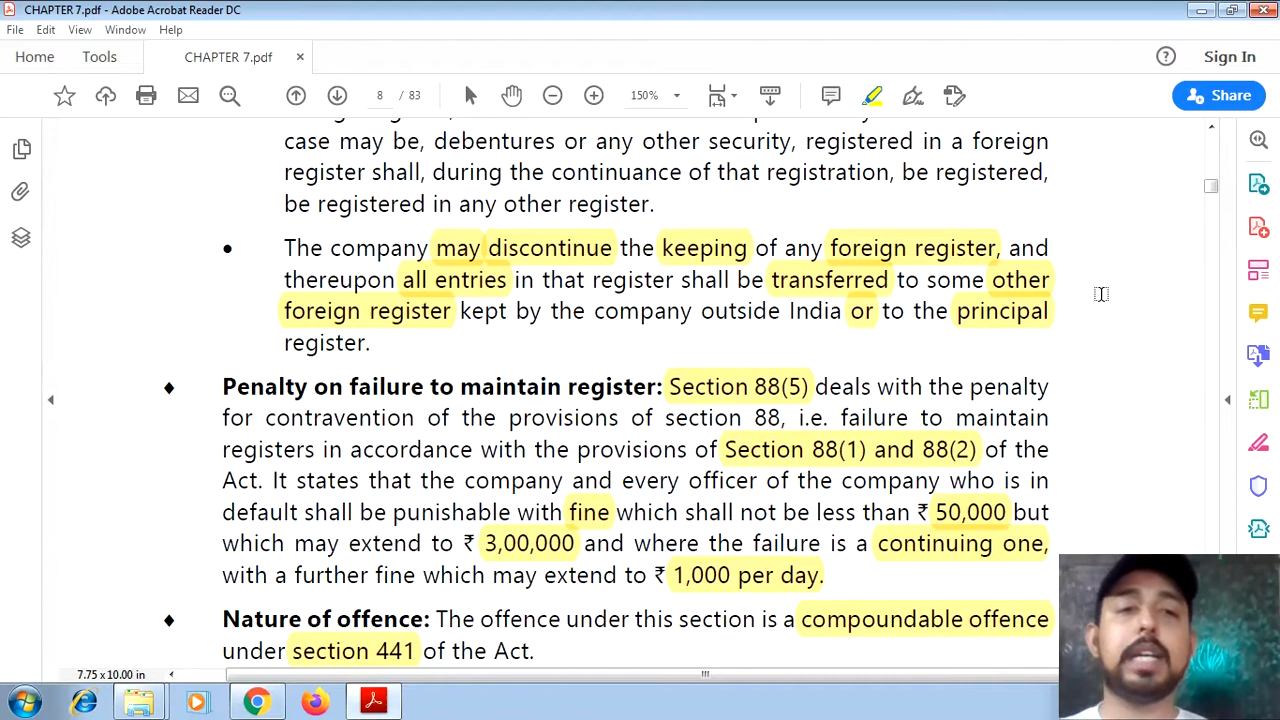 CHAPTER 7.pdf - Adobe Acrobat Reader DC
File Edit View Window Help
Home Tools CHAPTER 7.pdf × Sign In
8 / 83 150% Share
case may be, debentures or any other security, registered in a foreign
register shall, during the continuance of that registration, be registered,
be registered in any other register.
• The company may discontinue the keeping of any foreign register, and
thereupon all entries in that register shall be transferred to some other
foreign register kept by the company outside India or to the principal
register.
♦ Penalty on failure to maintain register: Section 88(5) deals with the penalty
for contravention of the provisions of section 88, i.e. failure to maintain
registers in accordance with the provisions of Section 88(1) and 88(2) of the
Act. It states that the company and every officer of the company who is in
default shall be punishable with fine which shall not be less than ₹ 50,000 but
which may extend to ₹ 3,00,000 and where the failure is a continuing one,
with a further fine which may extend to ₹ 1,000 per day.
♦ Nature of offence: The offence under this section is a compoundable offence
under section 441 of the Act.
7.75 x 10.00 in